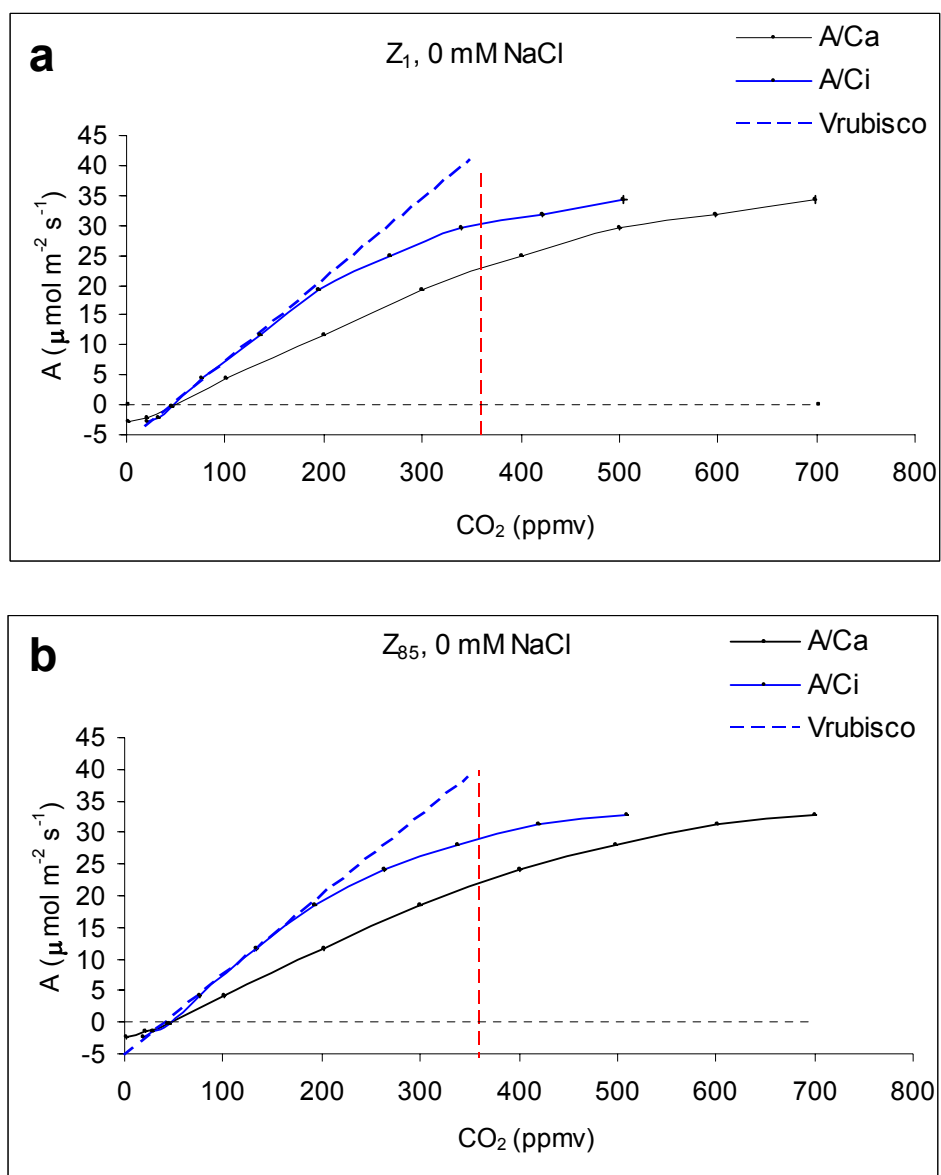 a
Z₁, 0 mM NaCl
A/Ca
A/Ci
Vrubisco
A (μmol m⁻² s⁻¹)
45
40
35
30
25
20
15
10
5
0
-5
0 100 200 300 400 500 600 700 800
CO₂ (ppmv)
b
Z₈₅, 0 mM NaCl
A/Ca
A/Ci
Vrubisco
A (μmol m⁻² s⁻¹)
45
40
35
30
25
20
15
10
5
0
-5
0 100 200 300 400 500 600 700 800
CO₂ (ppmv)